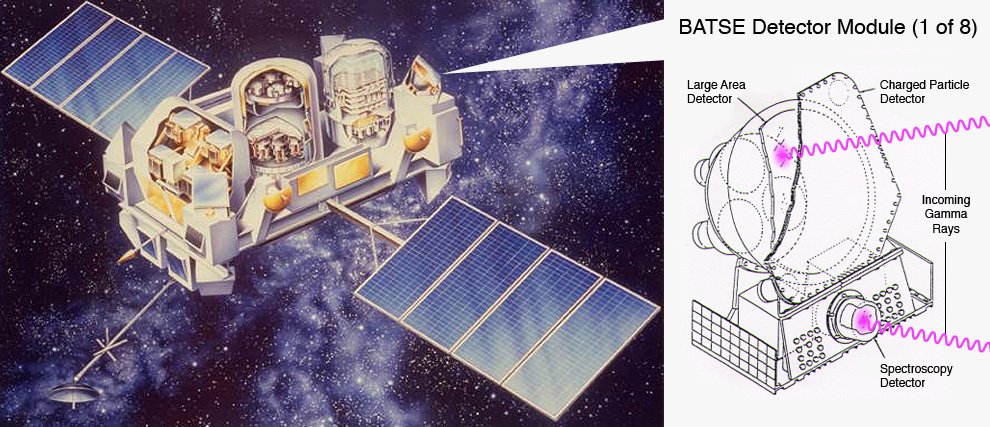 BATSE Detector Module (1 of 8)
Large Area
Detector
Charged Particle
Detector
Incoming
Gamma
Rays
Spectroscopy
Detector